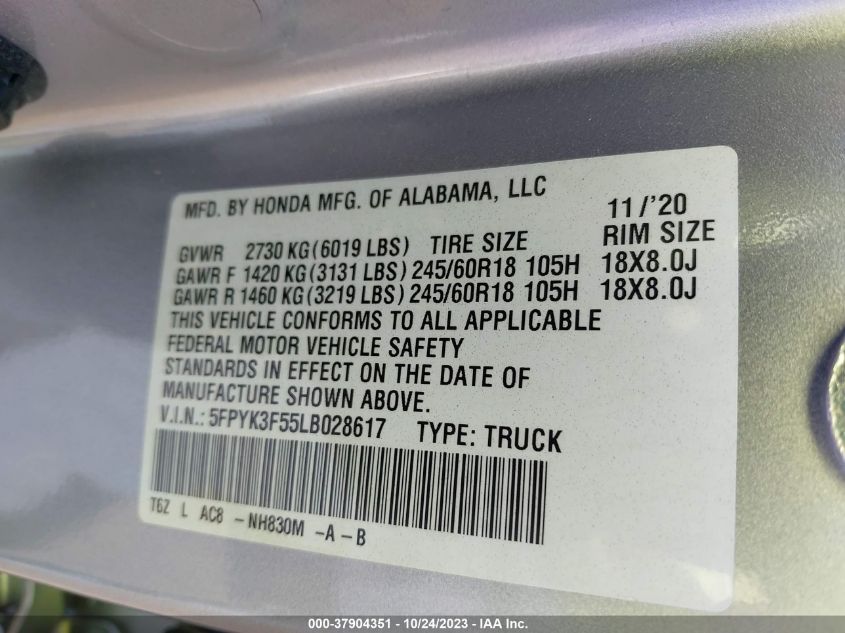 MFD. BY HONDA MFG. OF ALABAMA, LLC 11/'20
GVWR 2730 KG(6019 LBS) TIRE SIZE RIM SIZE
GAWR F 1420 KG(3131 LBS) 245/60R18 105H 18X8.0J
GAWR R 1460 KG(3219 LBS) 245/60R18 105H 18X8.0J
THIS VEHICLE CONFORMS TO ALL APPLICABLE
FEDERAL MOTOR VEHICLE SAFETY
STANDARDS IN EFFECT ON THE DATE OF
MANUFACTURE SHOWN ABOVE.
V.I.N.: 5FPYK3F55LB028617 TYPE: TRUCK
T6Z L AC8 -NH830M -A-B
000-37904351 - 10/24/2023 - IAA Inc.